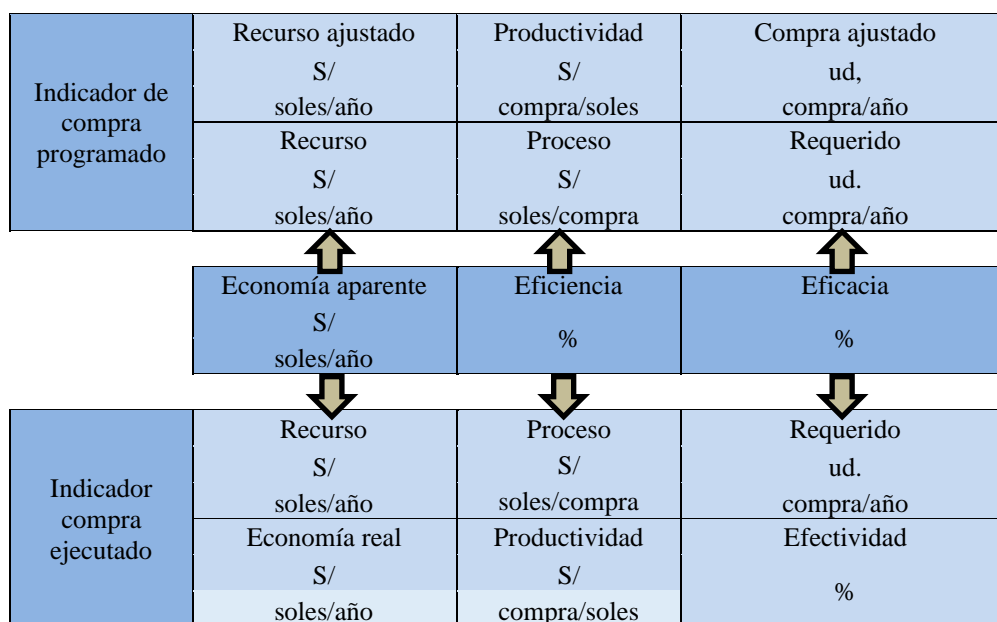 Indicador de
compra
programado
Recurso ajustado
S/
soles/año
Productividad
S/
compra/soles
Compra ajustado
ud,
compra/año
Recurso
S/
soles/año
Proceso
S/
soles/compra
Requerido
ud.
compra/año
Economía aparente
S/
soles/año
Eficiencia
%
Eficacia
%
Indicador
compra
ejecutado
Recurso
S/
soles/año
Proceso
S/
soles/compra
Requerido
ud.
compra/año
Economía real
S/
soles/año
Productividad
S/
compra/soles
Efectividad
%